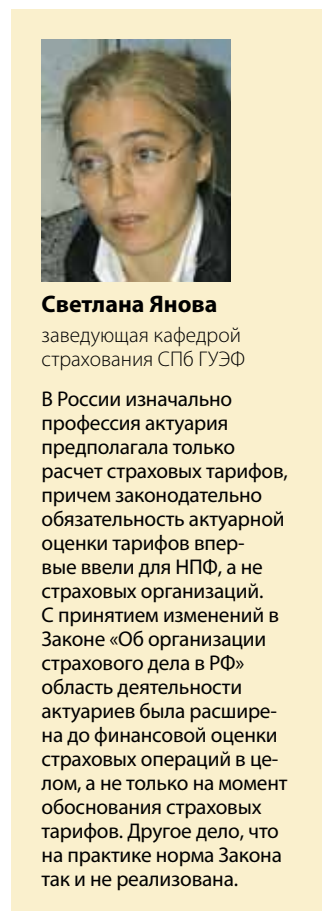 Светлана Янова
заведующая кафедрой
страхования СПб ГУЭФ
В России изначально
профессия актуария
предполагала только
расчет страховых тарифов,
причем законодательно
обязательность актуарной
оценки тарифов впер-
вые ввели для НПФ, а не
страховых организаций.
С принятием изменений в
Законе «Об организации
страхового дела в РФ»
область деятельности
актуариев была расшире-
на до финансовой оценки
страховых операций в це-
лом, а не только на момент
обоснования страховых
тарифов. Другое дело, что
на практике норма Закона
так и не реализована.